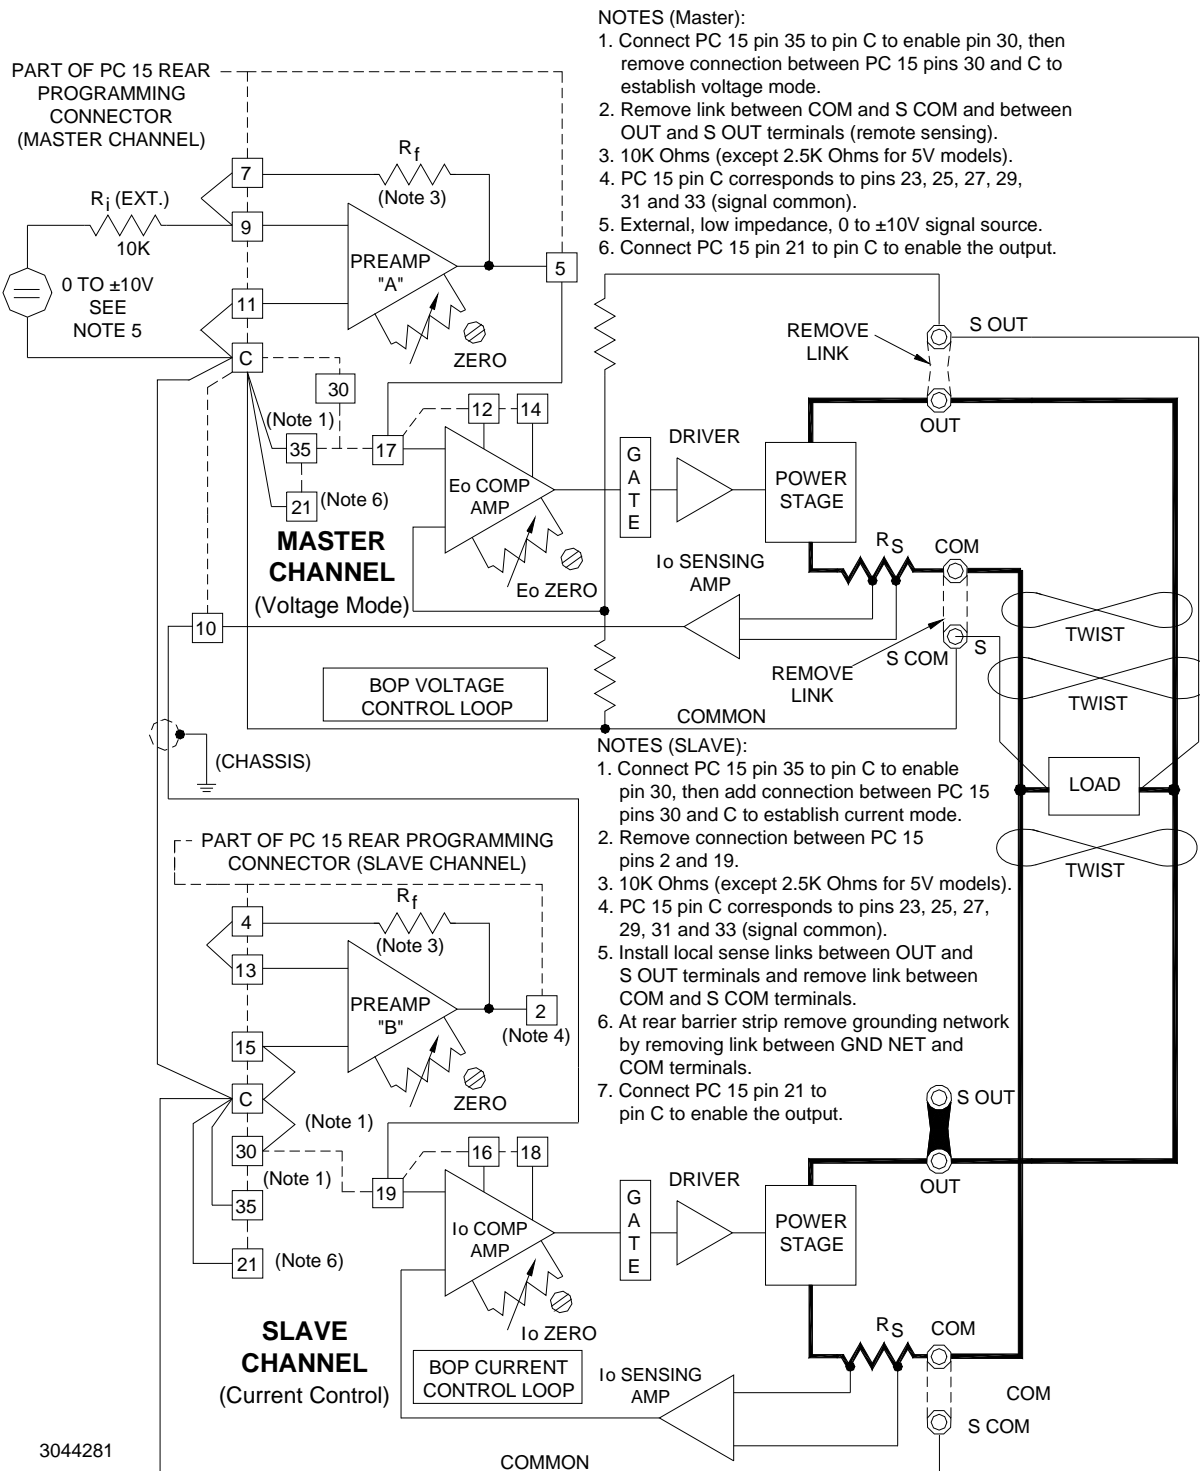 NOTES (Master):
1. Connect PC 15 pin 35 to pin C to enable pin 30, then
remove connection between PC 15 pins 30 and C to
establish voltage mode.
2. Remove link between COM and S COM and between
OUT and S OUT terminals (remote sensing).
3. 10K Ohms (except 2.5K Ohms for 5V models).
4. PC 15 pin C corresponds to pins 23, 25, 27, 29,
31 and 33 (signal common).
5. External, low impedance, 0 to ±10V signal source.
6. Connect PC 15 pin 21 to pin C to enable the output.
PART OF PC 15 REAR
PROGRAMMING
CONNECTOR
(MASTER CHANNEL)
7
Rf
(Note 3)
Ri (EXT.)
10K
9
PREAMP
"A"
5
0 TO ±10V
SEE
NOTE 5
11
ZERO
C
30
(Note 1)
35
17
12
14
21
(Note 6)
Eo COMP
AMP
Eo ZERO
GATE
DRIVER
POWER
STAGE
REMOVE
LINK
S OUT
OUT
MASTER
CHANNEL
(Voltage Mode)
RS
COM
Io SENSING
AMP
10
S COM
S
REMOVE
LINK
TWIST
TWIST
BOP VOLTAGE
CONTROL LOOP
COMMON
(CHASSIS)
LOAD
TWIST
NOTES (SLAVE):
1. Connect PC 15 pin 35 to pin C to enable
pin 30, then add connection between PC 15
pins 30 and C to establish current mode.
2. Remove connection between PC 15
pins 2 and 19.
3. 10K Ohms (except 2.5K Ohms for 5V models).
4. PC 15 pin C corresponds to pins 23, 25, 27,
29, 31 and 33 (signal common).
5. Install local sense links between OUT and
S OUT terminals and remove link between
COM and S COM terminals.
6. At rear barrier strip remove grounding network
by removing link between GND NET and
COM terminals.
7. Connect PC 15 pin 21 to
pin C to enable the output.
PART OF PC 15 REAR PROGRAMMING
CONNECTOR (SLAVE CHANNEL)
4
Rf
(Note 3)
13
PREAMP
"B"
2
(Note 4)
15
ZERO
C
(Note 1)
30
(Note 1)
19
16
18
35
21
(Note 6)
Io COMP
AMP
Io ZERO
GATE
DRIVER
POWER
STAGE
S OUT
OUT
SLAVE
CHANNEL
(Current Control)
BOP CURRENT
CONTROL LOOP
RS
COM
Io SENSING
AMP
COM
S COM
3044281
COMMON